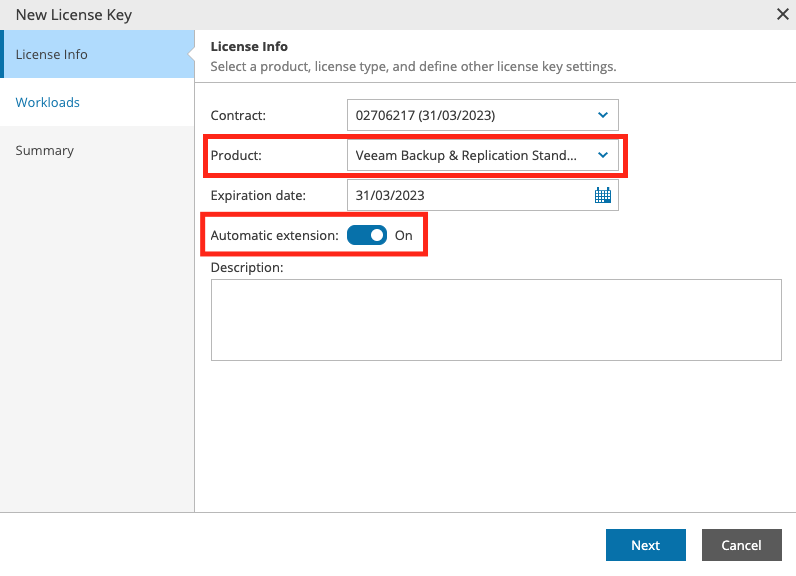 New License Key
License Info
Workloads
Summary
License Info
Select a product, license type, and define other license key settings.
Contract: 02706217 (31/03/2023)
Product: Veeam Backup & Replication Stand...
Expiration date: 31/03/2023
Automatic extension: On
Description:
Next Cancel